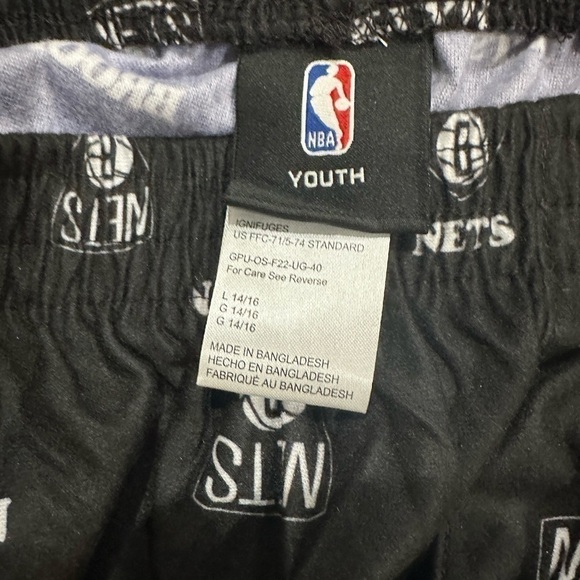 NETS
NBA
YOUTH
NETS
NETS
IGNIFUGES
US FFC-71/5-74 STANDARD
GPU-OS-F22-UG-40
For Care See Reverse
L 14/16
G 14/16
G 14/16
MADE IN BANGLADESH
HECHO EN BANGLADESH
FABRIQUÉ AU BANGLADESH
NETS